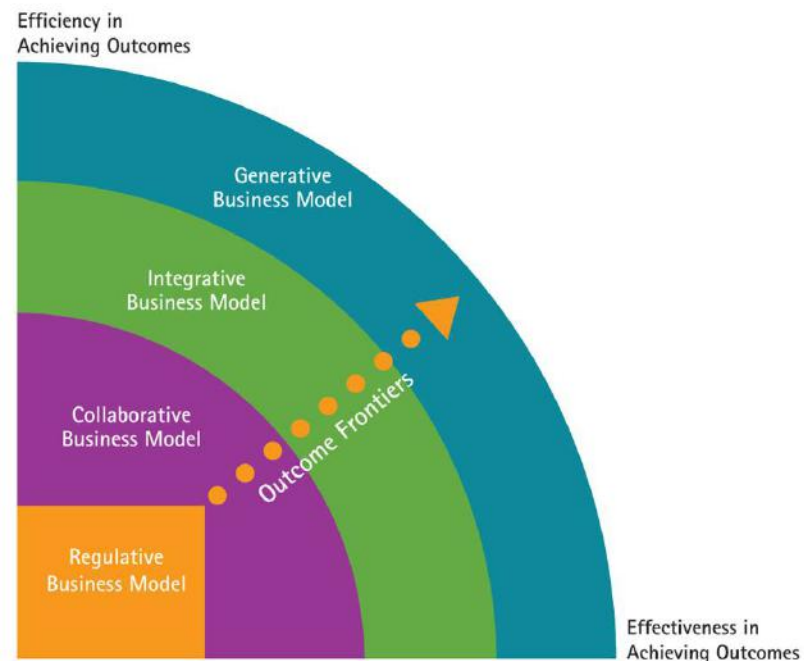 Efficiency in
Achieving Outcomes
Generative
Business Model
Integrative
Business Model
Collaborative
Business Model
Outcome Frontiers
Regulative
Business Model
Effectiveness in
Achieving Outcomes